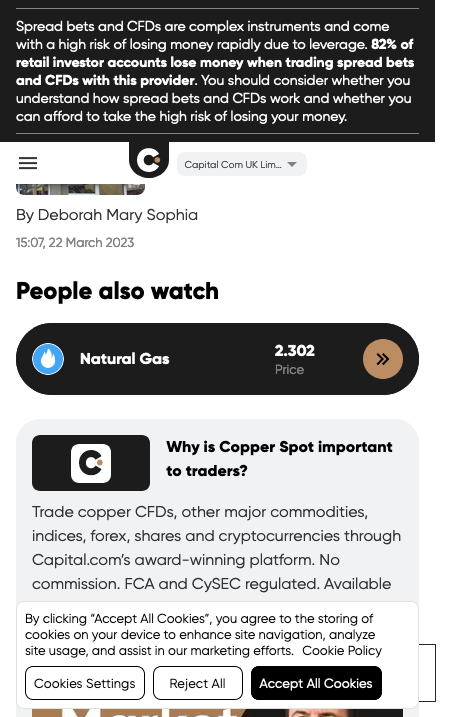 Spread bets and CFDs are complex instruments and come
with a high risk of losing money rapidly due to leverage. 82% of
retail investor accounts lose money when trading spread bets
and CFDs with this provider. You should consider whether you
understand how spread bets and CFDs work and whether you
can afford to take the high risk of losing your money.
Capital Com UK Lim...
By Deborah Mary Sophia
15:07, 22 March 2023
People also watch
Natural Gas
2.302
Price
Why is Copper Spot important
to traders?
Trade copper CFDs, other major commodities,
indices, forex, shares and cryptocurrencies through
Capital.com's award-winning platform. No
commission. FCA and CySEC regulated. Available
By clicking “Accept All Cookies”, you agree to the storing of
cookies on your device to enhance site navigation, analyze
site usage, and assist in our marketing efforts. Cookie Policy
Cookies Settings
Reject All
Accept All Cookies